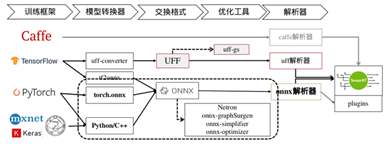 训练框架
模型转换器
交换格式
优化工具
解析器
Caffe
caffe解析器
TensorFlow
uff-converter
UFF
uff-gs
uff解析器
PyTorch
torch.onnx
ONNX
onnx解析器
plugins
mxnet
Keras
Python/C++
Netron
onnx-graphSurgen
onnx-simplifier
onnx-optimizer